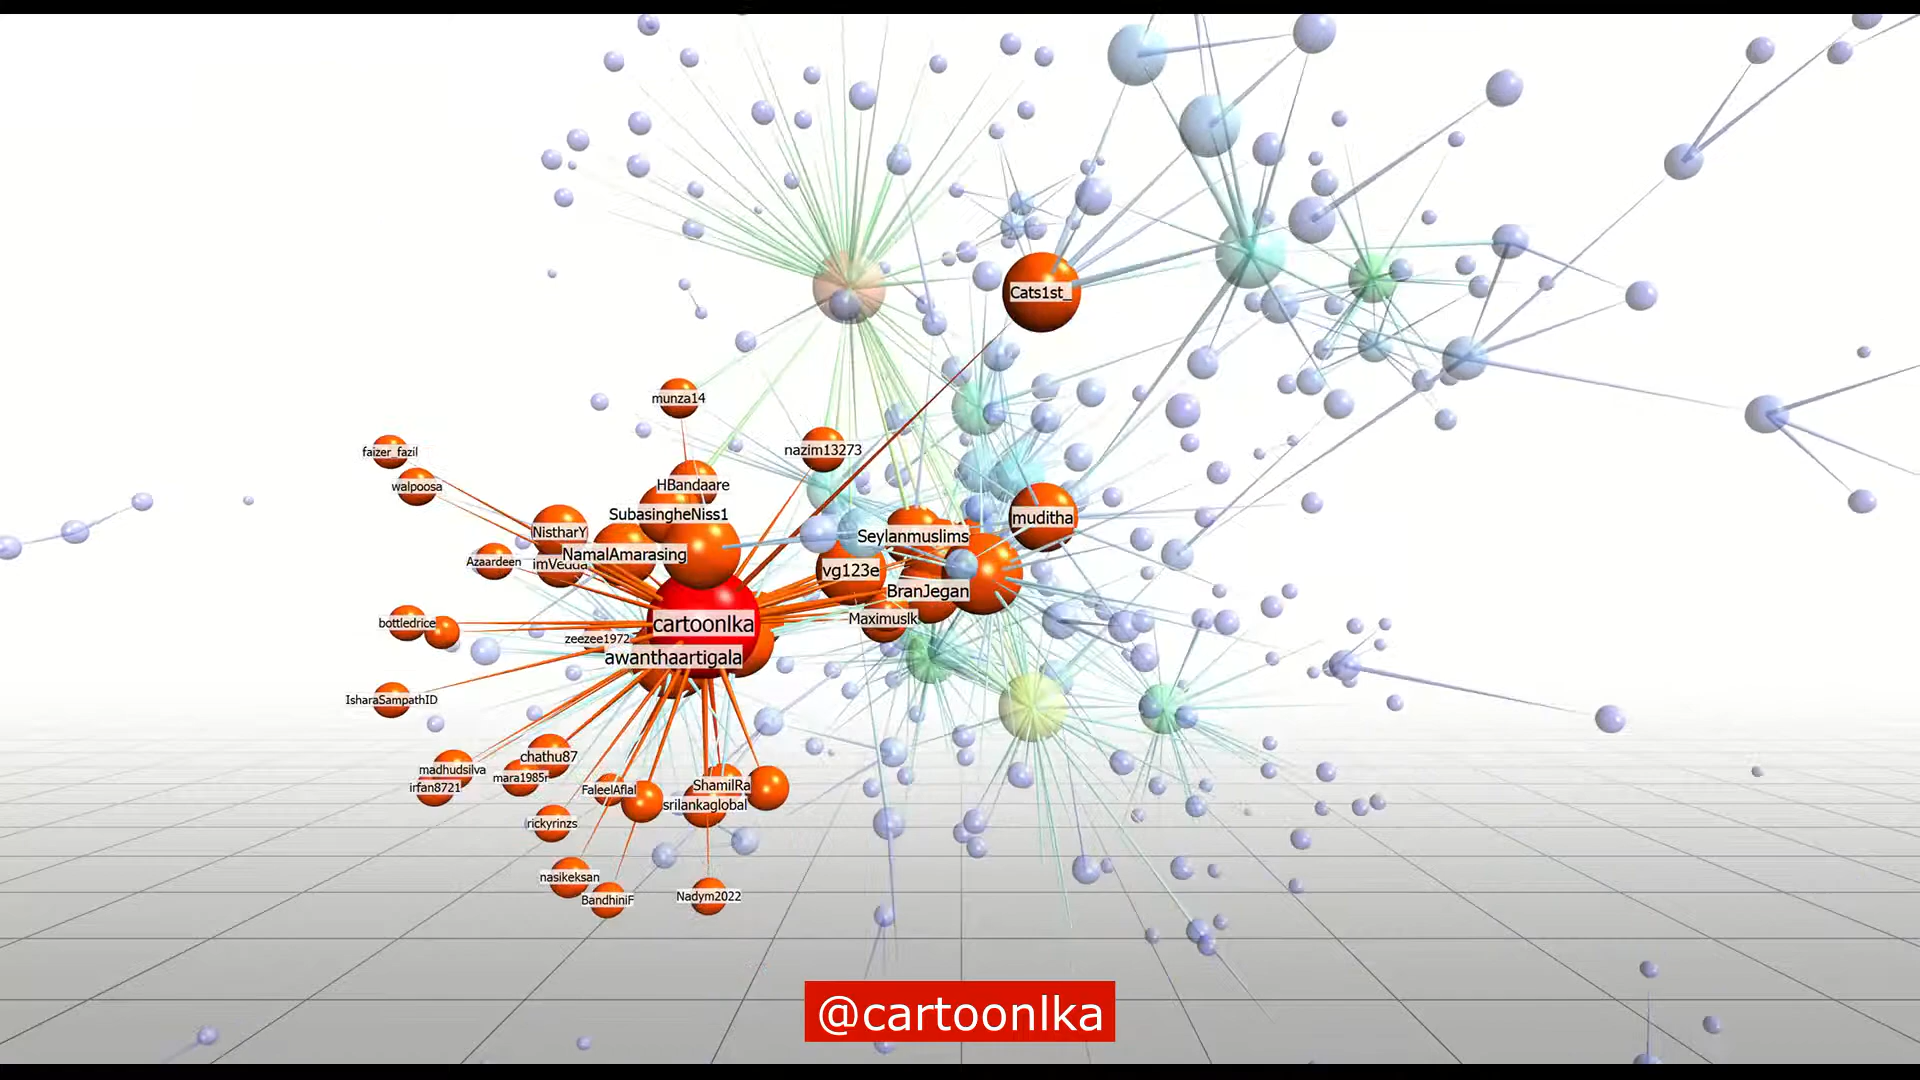 Cats1st_
munza14
nazim13273
faizer_fazil
walpoosa
HBandaare
SubasingheNiss1
muditha
NistharY
Seylanmuslims
NamalAmarasing
Azaardeen
imVedda
vg123e
BranJegan
Maximuslk
bottledrice
cartoonlka
zeezee1972
awanthaartigala
IsharaSampathID
chathu87
madhudsilva
mara1985r
irfan8721
FaleelAflal
ShamilRa
srilankaglobal
rickyrinzs
nasikeksan
BandhiniF
Nadym2022
@cartoonlka